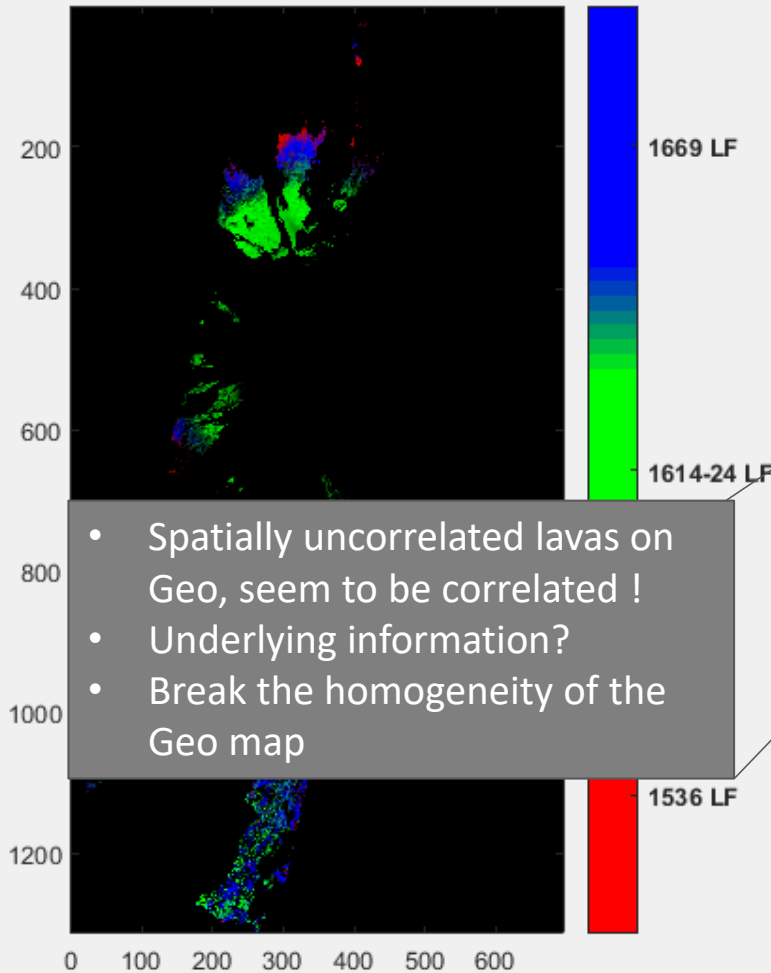 200
400
600
800
1000
1200
0 100 200 300 400 500 600
1669 LF
1614-24 LF
1536 LF
• Spatially uncorrelated lavas on
Geo, seem to be correlated !
• Underlying information?
• Break the homogeneity of the
Geo map